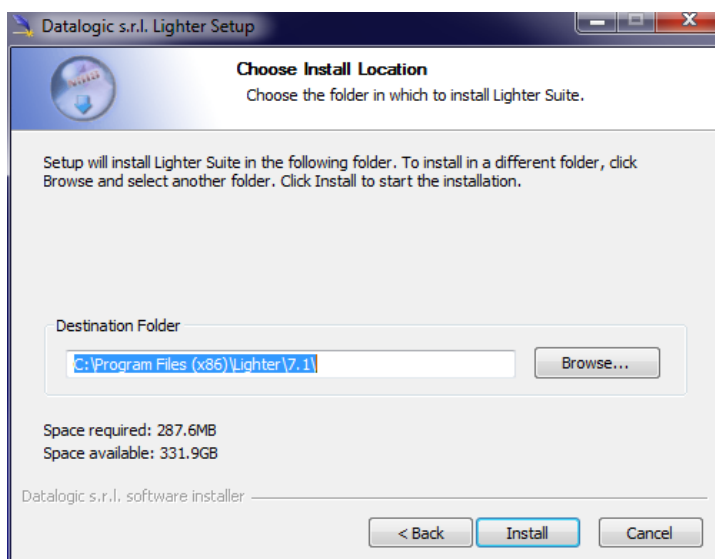 Datalogic s.r.l. Lighter Setup
Choose Install Location
Choose the folder in which to install Lighter Suite.
Setup will install Lighter Suite in the following folder. To install in a different folder, click
Browse and select another folder. Click Install to start the installation.
Destination Folder
C:\Program Files (x86)\Lighter\7.1\
Browse...
Space required: 287.6MB
Space available: 331.9GB
Datalogic s.r.l. software installer
< Back
Install
Cancel